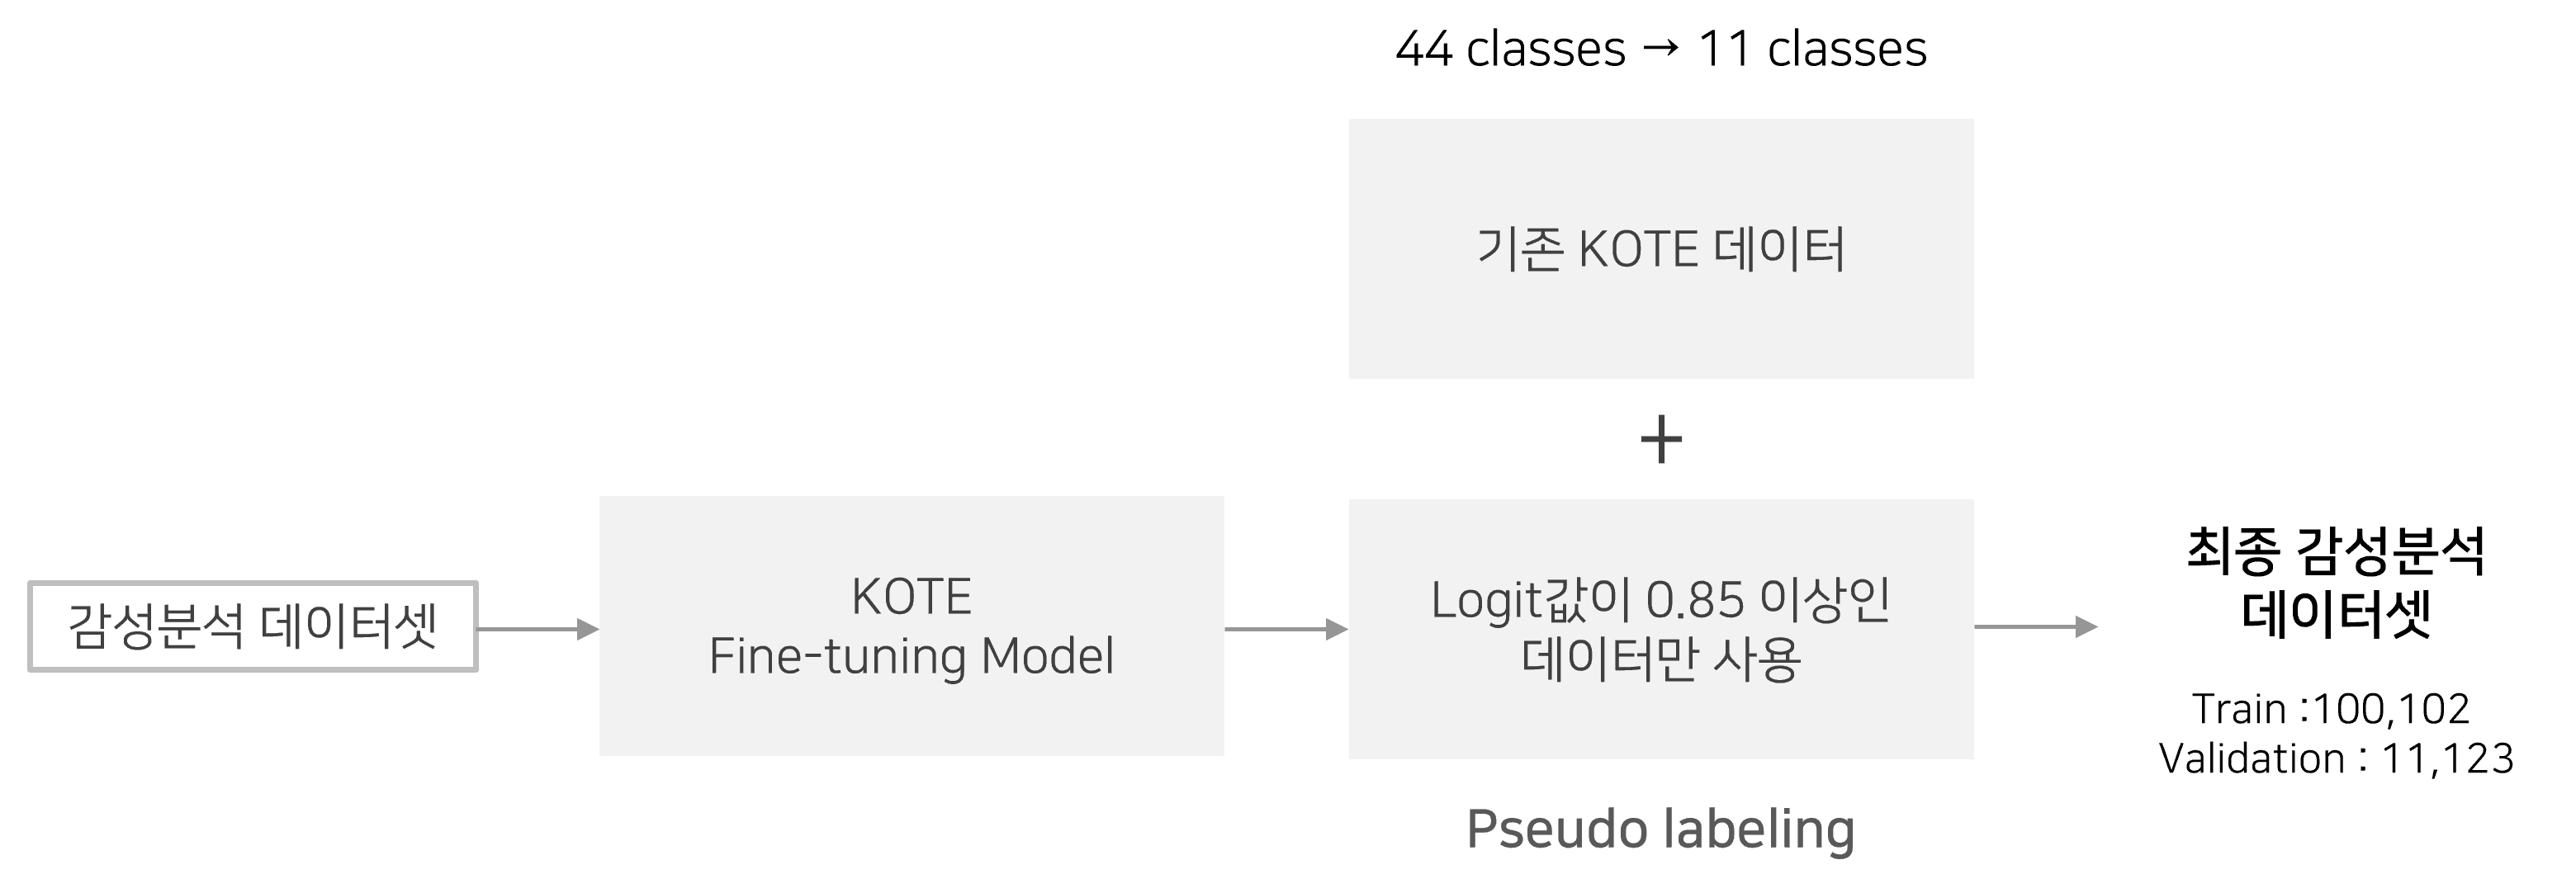 44 classes → 11 classes
기존 KOTE 데이터
+
감성분석 데이터셋
KOTE
Fine-tuning Model
Logit값이 0.85 이상인
데이터만 사용
Pseudo labeling
최종 감성분석
데이터셋
Train :100,102
Validation : 11,123